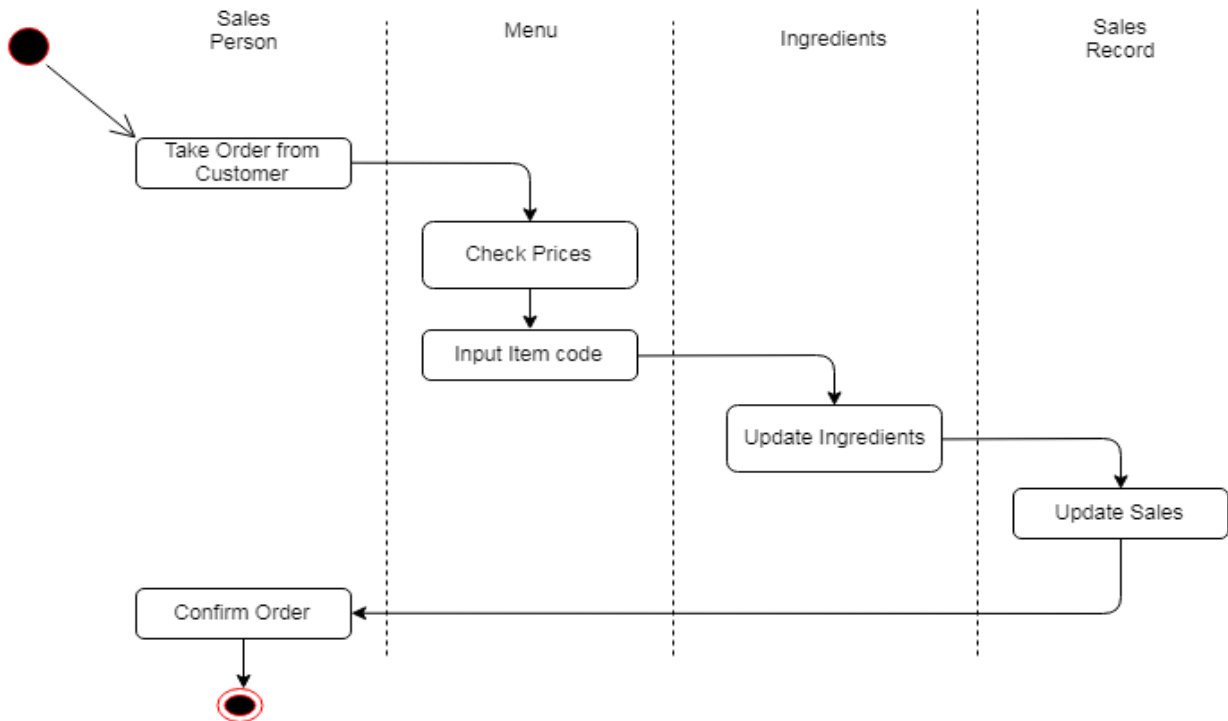 Sales
Person
Menu
Ingredients
Sales
Record
Take Order from
Customer
Check Prices
Input Item code
Update Ingredients
Update Sales
Confirm Order